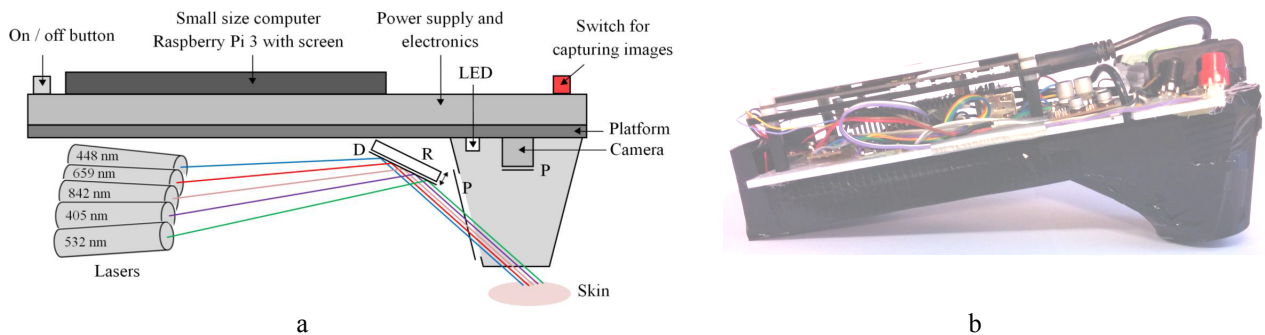 On / off button
Small size computer
Raspberry Pi 3 with screen
Power supply and
electronics
LED
Switch for
capturing images
Platform
Camera
448 nm
659 nm
842 nm
405 nm
532 nm
D
R
P
P
Lasers
Skin
a
b